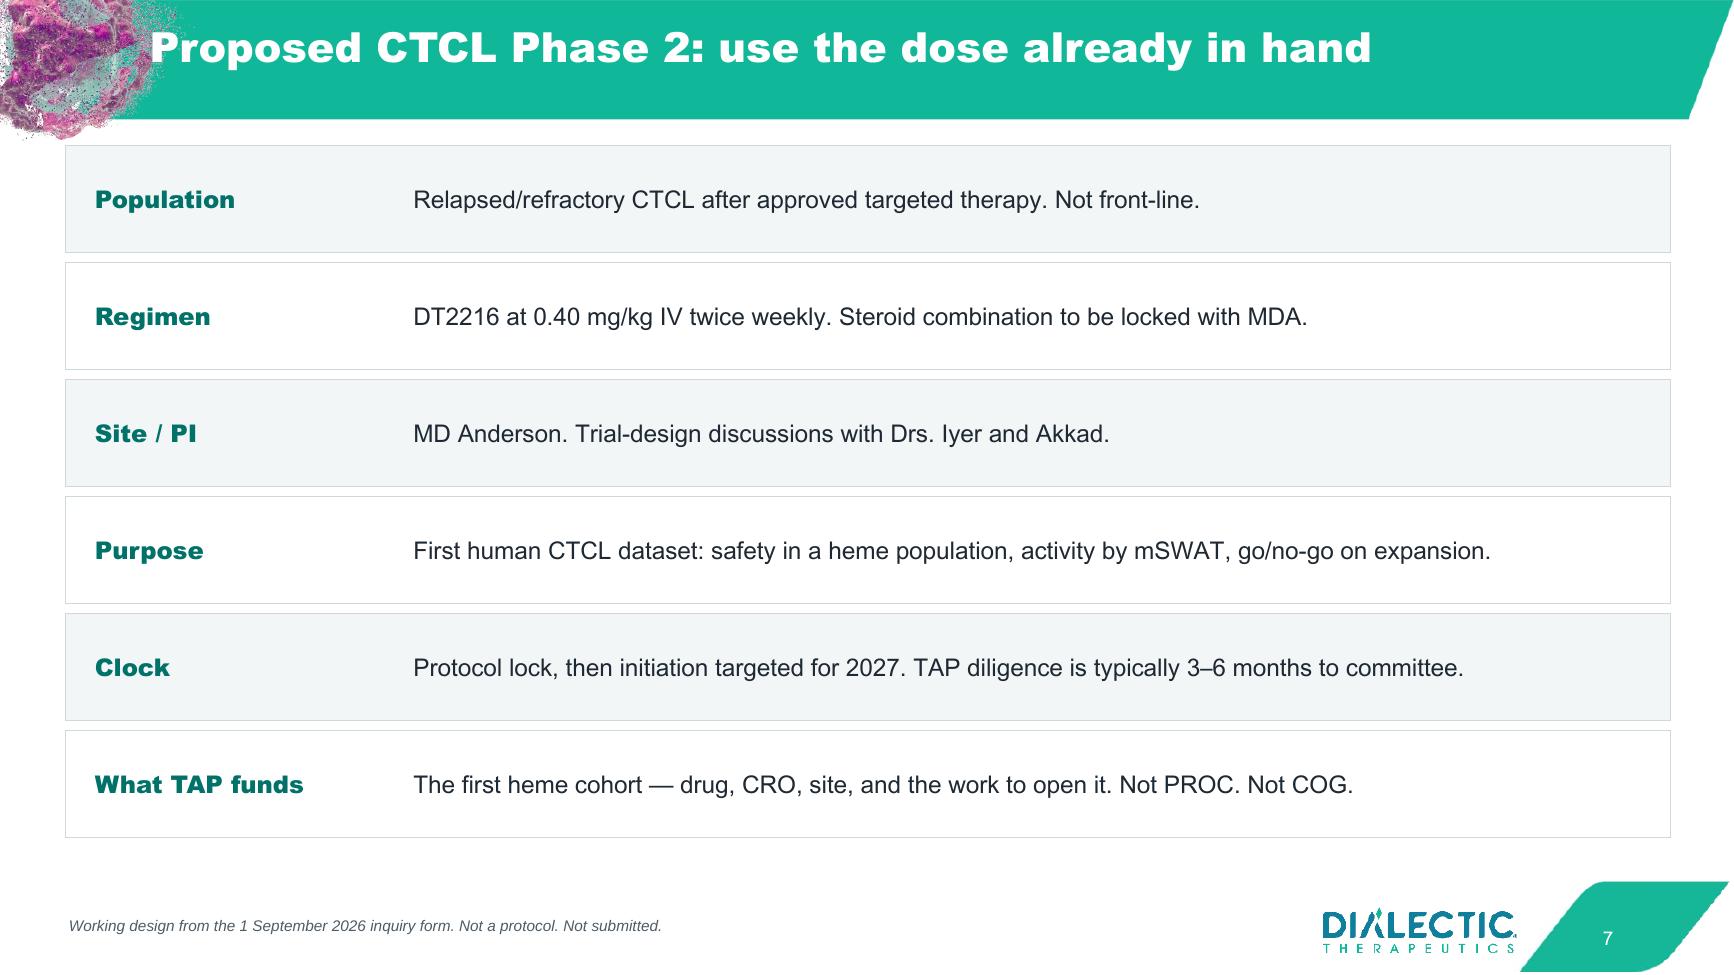 Proposed CTCL Phase 2: use the dose already in hand
Population
Relapsed/refractory CTCL after approved targeted therapy. Not front-line.
Regimen
DT2216 at 0.40 mg/kg IV twice weekly. Steroid combination to be locked with MDA.
Site / PI
MD Anderson. Trial-design discussions with Drs. Iyer and Akkad.
Purpose
First human CTCL dataset: safety in a heme population, activity by mSWAT, go/no-go on expansion.
Clock
Protocol lock, then initiation targeted for 2027. TAP diligence is typically 3–6 months to committee.
What TAP funds
The first heme cohort — drug, CRO, site, and the work to open it. Not PROC. Not COG.
Working design from the 1 September 2026 inquiry form. Not a protocol. Not submitted.
DIALECTIC
THERAPEUTICS
7